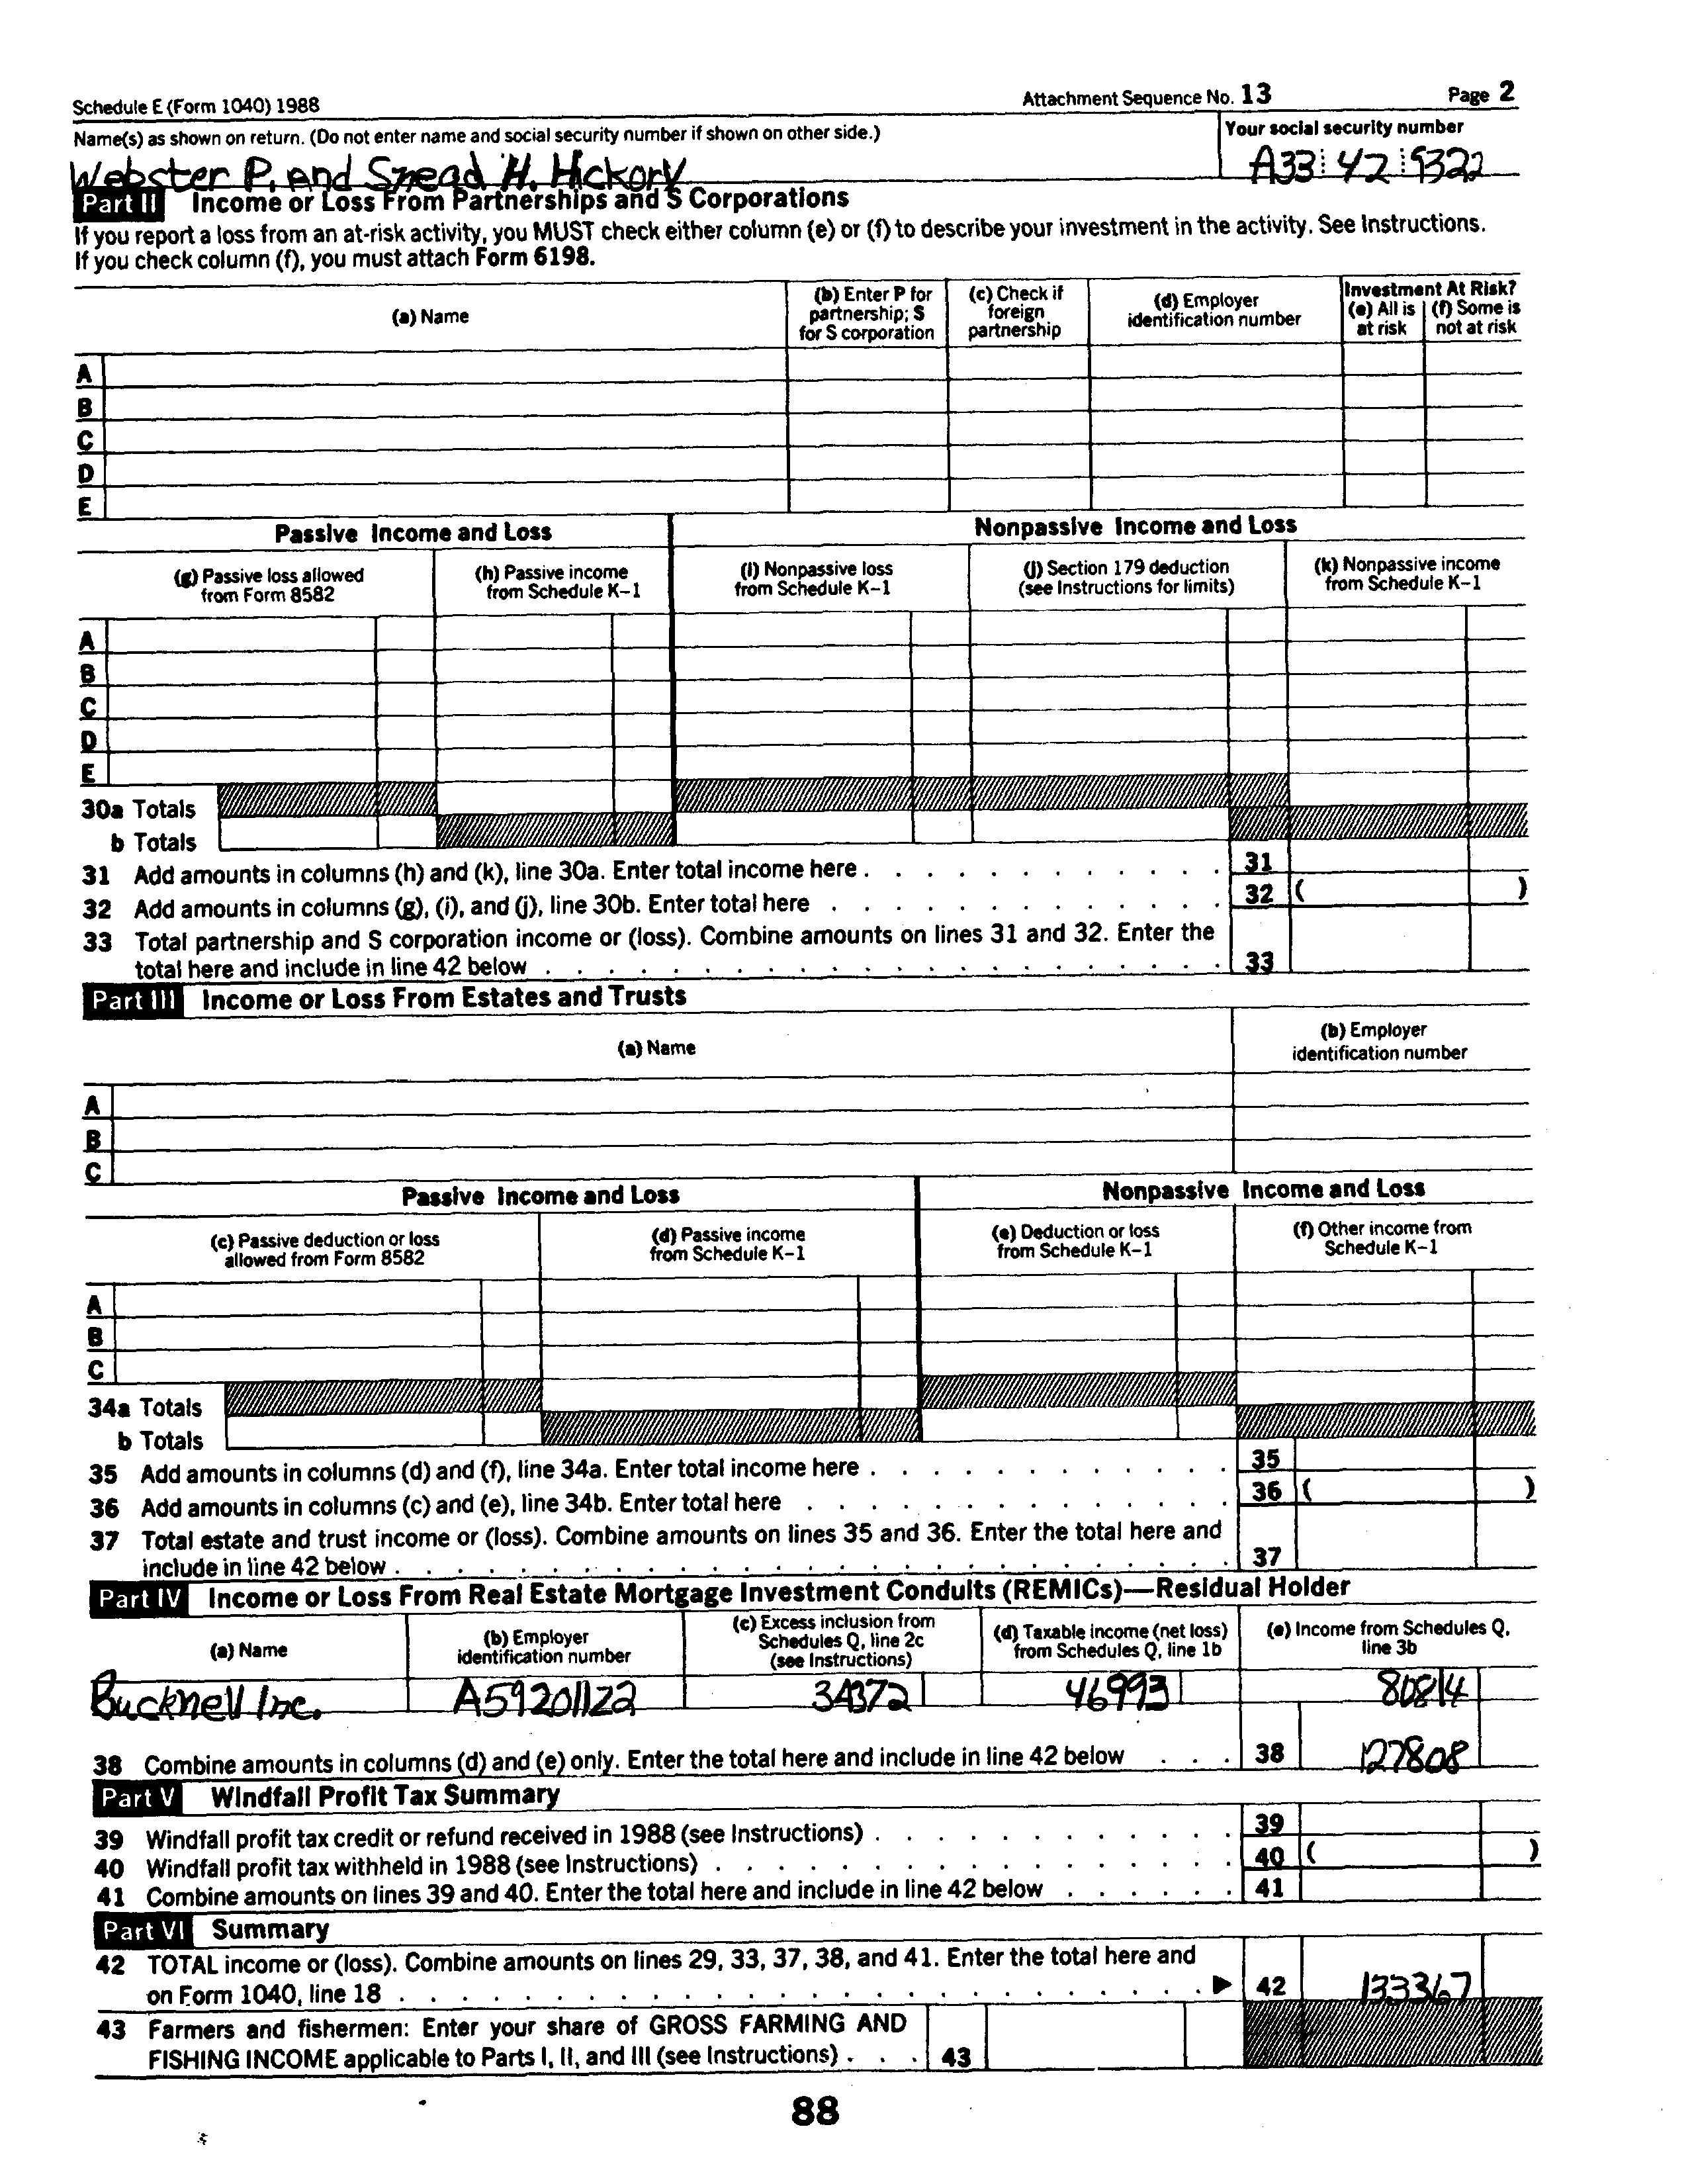 Schedule E (Form 1040) 1988 Attachment Sequence No. 13 Page 2
Name(s) as shown on return. (Do not enter name and social security number if shown on other side.) Your social security number
Webster P. and Snead H. Hickory A33 42 9322
Part II Income or Loss From Partnerships and S Corporations
If you report a loss from an at-risk activity, you MUST check either column (e) or (f) to describe your investment in the activity. See Instructions.
If you check column (f), you must attach Form 6198.
(a) Name
(b) Enter P for partnership; S for S corporation
(c) Check if foreign partnership
(d) Employer identification number
Investment At Risk?
(e) All is at risk
(f) Some is not at risk
A
B
C
D
E
Passive Income and Loss Nonpassive Income and Loss
(g) Passive loss allowed from Form 8582
(h) Passive income from Schedule K–1
(i) Nonpassive loss from Schedule K–1
(j) Section 179 deduction (see Instructions for limits)
(k) Nonpassive income from Schedule K–1
A
B
C
D
E
30a Totals
b Totals
31 Add amounts in columns (h) and (k), line 30a. Enter total income here . . . 31
32 Add amounts in columns (g), (i), and (j), line 30b. Enter total here . . . 32 ( )
33 Total partnership and S corporation income or (loss). Combine amounts on lines 31 and 32. Enter the
total here and include in line 42 below . . . 33
Part III Income or Loss From Estates and Trusts
(a) Name
(b) Employer identification number
A
B
C
Passive Income and Loss Nonpassive Income and Loss
(c) Passive deduction or loss allowed from Form 8582
(d) Passive income from Schedule K–1
(e) Deduction or loss from Schedule K–1
(f) Other income from Schedule K–1
A
B
C
34a Totals
b Totals
35 Add amounts in columns (d) and (f), line 34a. Enter total income here . . . 35
36 Add amounts in columns (c) and (e), line 34b. Enter total here . . . 36 ( )
37 Total estate and trust income or (loss). Combine amounts on lines 35 and 36. Enter the total here and
include in line 42 below . . . 37
Part IV Income or Loss From Real Estate Mortgage Investment Conduits (REMICs)—Residual Holder
(a) Name
(b) Employer identification number
(c) Excess inclusion from Schedules Q, line 2c (see Instructions)
(d) Taxable income (net loss) from Schedules Q, line 1b
(e) Income from Schedules Q, line 3b
Bucknell Inc. A59201122 34372 46993 80814
38 Combine amounts in columns (d) and (e) only. Enter the total here and include in line 42 below . . . 38 127808
Part V Windfall Profit Tax Summary
39 Windfall profit tax credit or refund received in 1988 (see Instructions) . . . 39
40 Windfall profit tax withheld in 1988 (see Instructions) . . . 40 ( )
41 Combine amounts on lines 39 and 40. Enter the total here and include in line 42 below . . . 41
Part VI Summary
42 TOTAL income or (loss). Combine amounts on lines 29, 33, 37, 38, and 41. Enter the total here and
on Form 1040, line 18 . . . ▶ 42 133367
43 Farmers and fishermen: Enter your share of GROSS FARMING AND
FISHING INCOME applicable to Parts I, II, and III (see Instructions) . . . 43
88